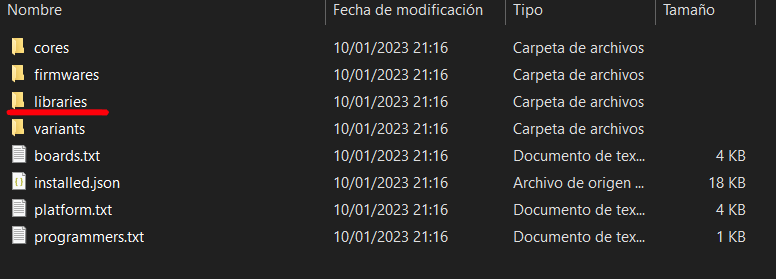 Fecha de modificación Tipo Tamaño
cores 10/01/2023 21:16 Carpeta de archivos
firmwares 10/01/2023 21:16 Carpeta de archivos
libraries 10/01/2023 21:16 Carpeta de archivos
variants 10/01/2023 21:16 Carpeta de archivos
boards.txt 10/01/2023 21:16 Documento de tex... 4 KB
installed.json 10/01/2023 21:16 Archivo de origen ... 18 KB
platform.txt 10/01/2023 21:16 Documento de tex... 4 KB
programmers.txt 10/01/2023 21:16 Documento de tex... 1 KB